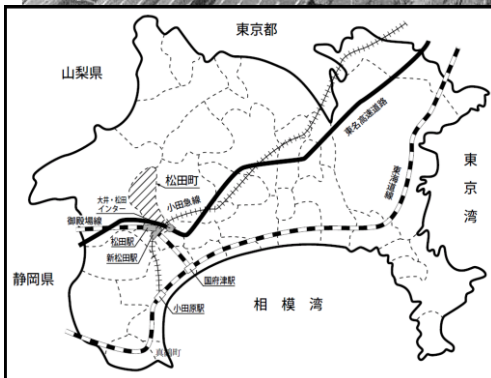 東京都
山梨県
東名高速道路
東海道線
東京湾
松田町
大井・松田
インター
小田急線
御殿場線
松田駅
新松田駅
静岡県
国府津駅
小田原駅
相模湾
真鶴町